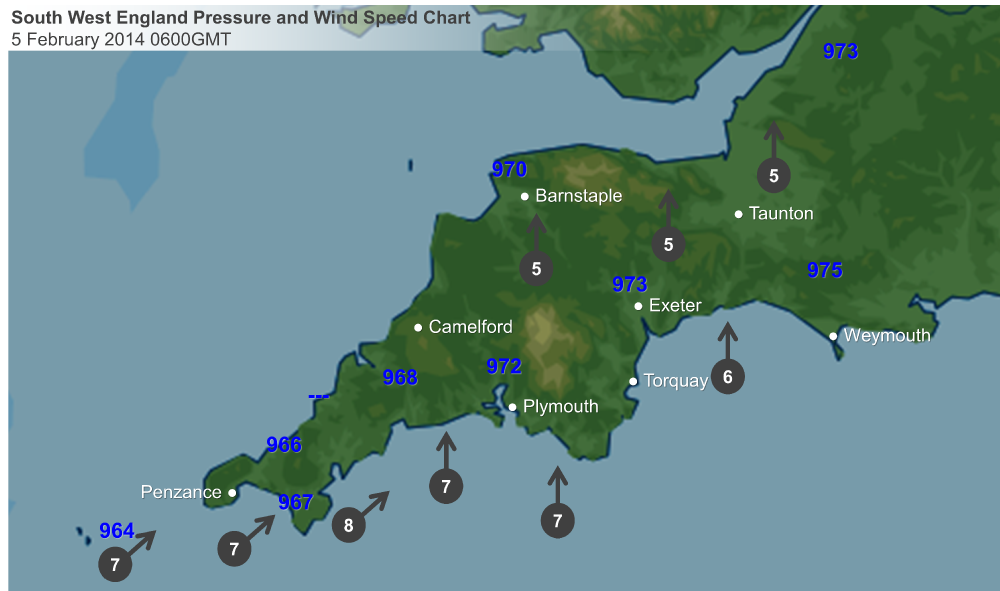 South West England Pressure and Wind Speed Chart
5 February 2014 0600GMT
973
970
5
Barnstaple
Taunton
5
5
975
973
Exeter
Camelford
Weymouth
972
968
Torquay
6
---
Plymouth
966
7
Penzance
967
7
8
964
7
7